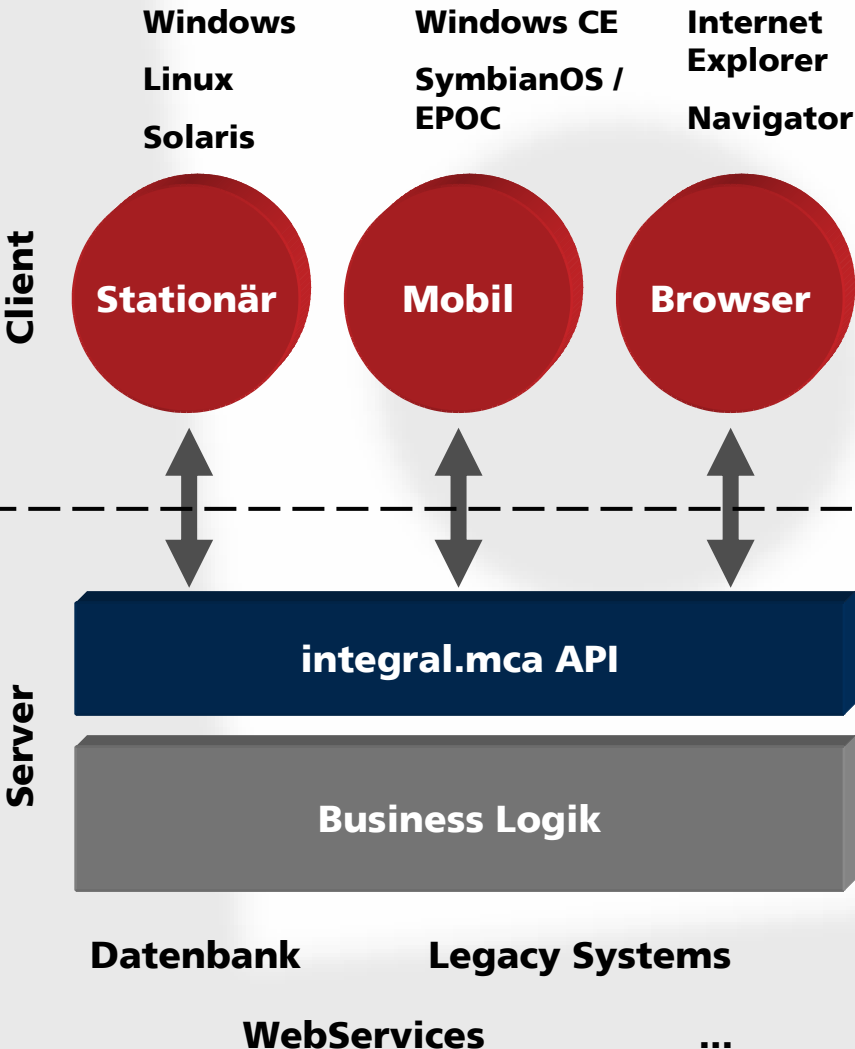 Windows
Linux
Solaris
Windows CE
SymbianOS /
EPOC
Internet
Explorer
Navigator
Client
Stationär
Mobil
Browser
Server
integral.mca API
Business Logik
Datenbank
Legacy Systems
WebServices
...